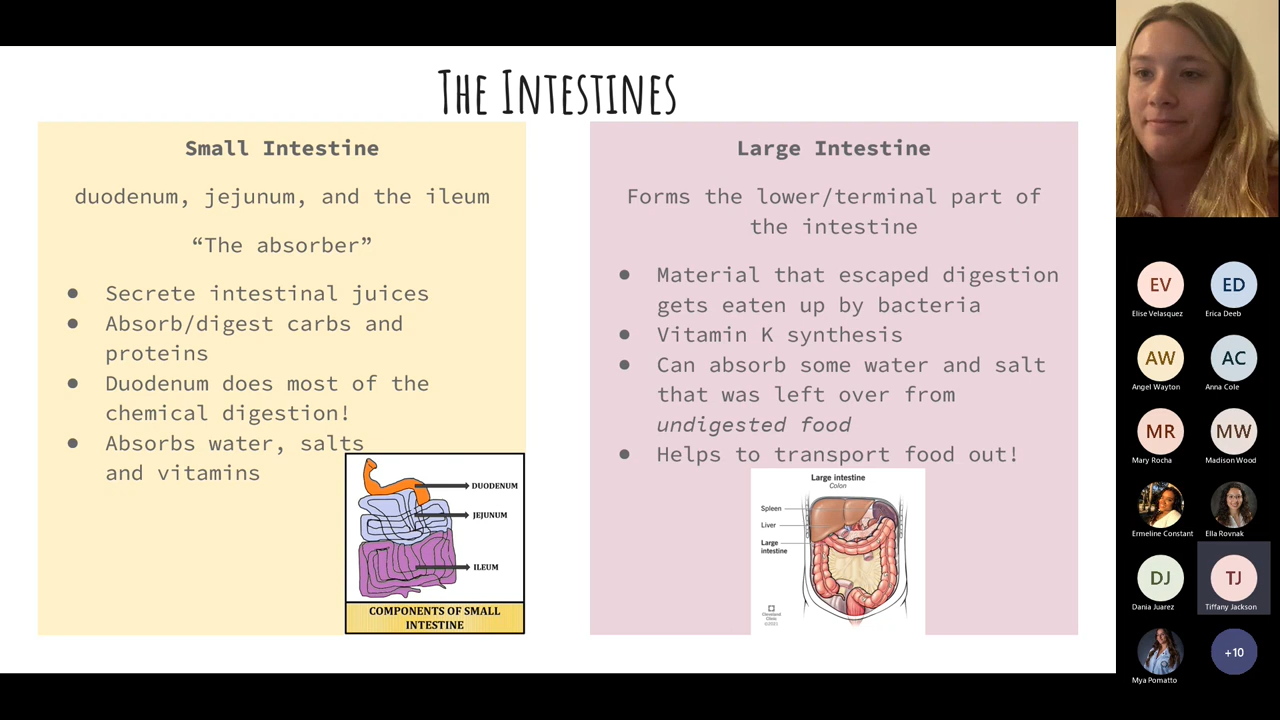 The Intestines
Small Intestine
duodenum, jejunum, and the ileum
“The absorber”
● Secrete intestinal juices
● Absorb/digest carbs and
proteins
● Duodenum does most of the
chemical digestion!
● Absorbs water, salts
and vitamins
DUODENUM
JEJUNUM
ILEUM
COMPONENTS OF SMALL
INTESTINE
Large Intestine
Forms the lower/terminal part of
the intestine
● Material that escaped digestion
gets eaten up by bacteria
● Vitamin K synthesis
● Can absorb some water and salt
that was left over from
undigested food
● Helps to transport food out!
Large intestine
Colon
Spleen
Liver
Large
intestine
Cleveland
Clinic
©2021
EV
Elise Velasquez
ED
Erica Deeb
AW
Angel Wayton
AC
Anna Cole
MR
Mary Rocha
MW
Madison Wood
Ermeline Constant
Ella Rovnak
DJ
Dania Juarez
TJ
Tiffany Jackson
Mya Pomatto
+10